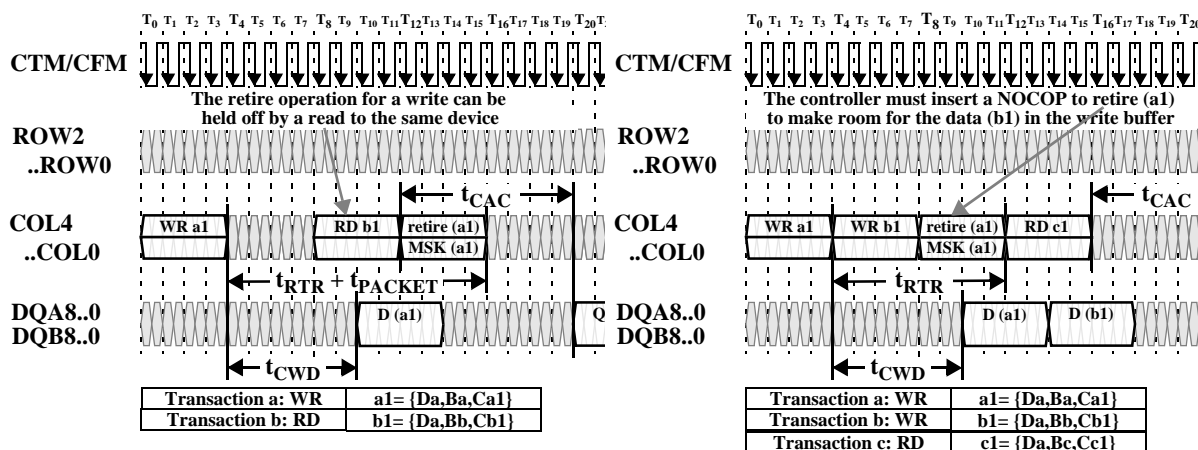 T0 T1 T2 T3 T4 T5 T6 T7 T8 T9 T10 T11 T12 T13 T14 T15 T16 T17 T18 T19 T20
CTM/CFM
The retire operation for a write can be
held off by a read to the same device
ROW2
..ROW0
tCAC
COL4
..COL0
WR a1
RD b1
retire (a1)
MSK (a1)
tRTR + tPACKET
DQA8..0
DQB8..0
D (a1)
Q
tCWD
Transaction a: WR a1= {Da,Ba,Ca1}
Transaction b: RD b1= {Da,Bb,Cb1}
T0 T1 T2 T3 T4 T5 T6 T7 T8 T9 T10 T11 T12 T13 T14 T15 T16 T17 T18 T19 T20
CTM/CFM
The controller must insert a NOCOP to retire (a1)
to make room for the data (b1) in the write buffer
ROW2
..ROW0
tCAC
COL4
..COL0
WR a1
WR b1
retire (a1)
MSK (a1)
RD c1
tRTR
DQA8..0
DQB8..0
D (a1)
D (b1)
tCWD
Transaction a: WR a1= {Da,Ba,Ca1}
Transaction b: WR b1= {Da,Bb,Cb1}
Transaction c: RD c1= {Da,Bc,Cc1}